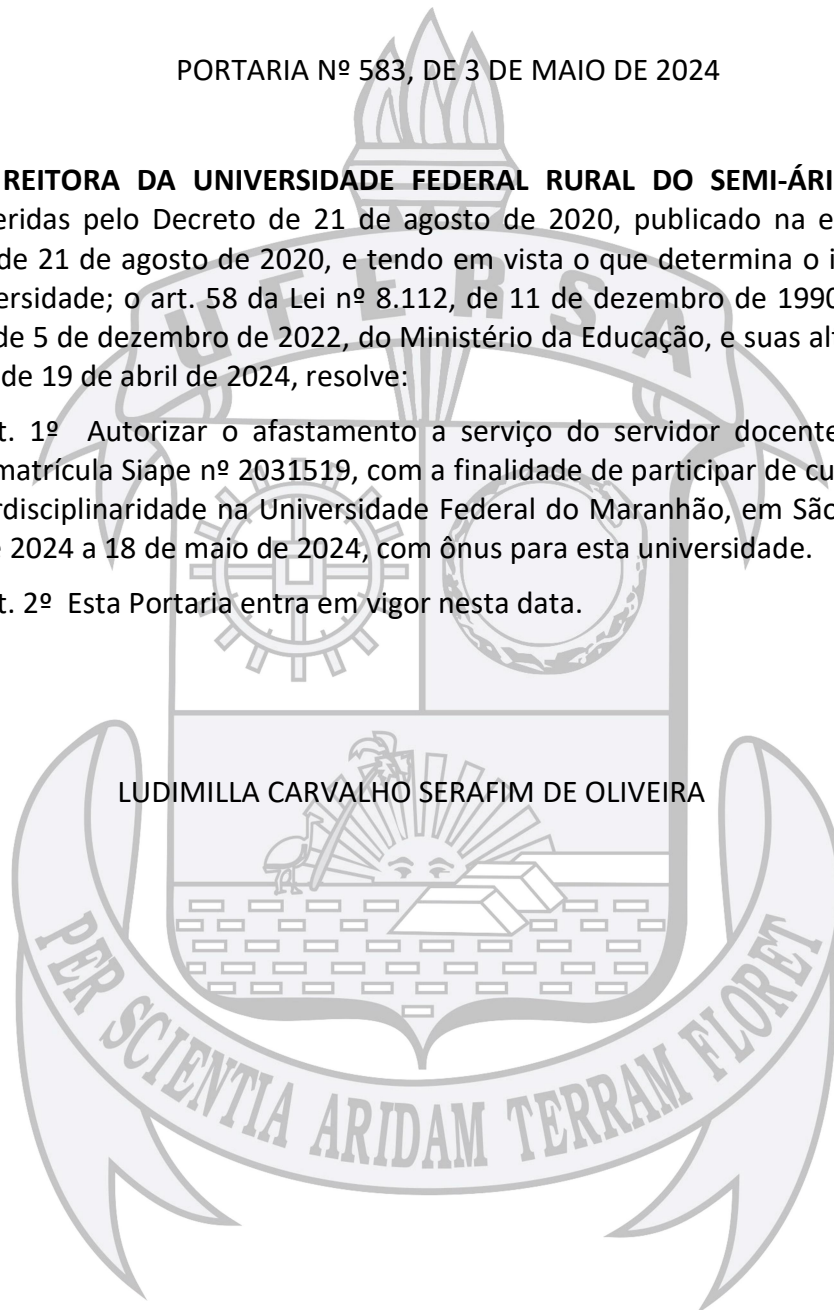 PORTARIA Nº 583, DE 3 DE MAIO DE 2024
REITORA DA UNIVERSIDADE FEDERAL RURAL DO SEMI-ÁRI
eridas pelo Decreto de 21 de agosto de 2020, publicado na e
de 21 de agosto de 2020, e tendo em vista o que determina o i
ersidade; o art. 58 da Lei nº 8.112, de 11 de dezembro de 1990
de 5 de dezembro de 2022, do Ministério da Educação, e suas alt
de 19 de abril de 2024, resolve:
t. 1º Autorizar o afastamento a serviço do servidor docente
matrícula Siape nº 2031519, com a finalidade de participar de cu
rdisciplinaridade na Universidade Federal do Maranhão, em São
e 2024 a 18 de maio de 2024, com ônus para esta universidade.
t. 2º Esta Portaria entra em vigor nesta data.
LUDIMILLA CARVALHO SERAFIM DE OLIVEIRA
UFERSA
PER SCIENTIA ARIDAM TERRAM FLORET